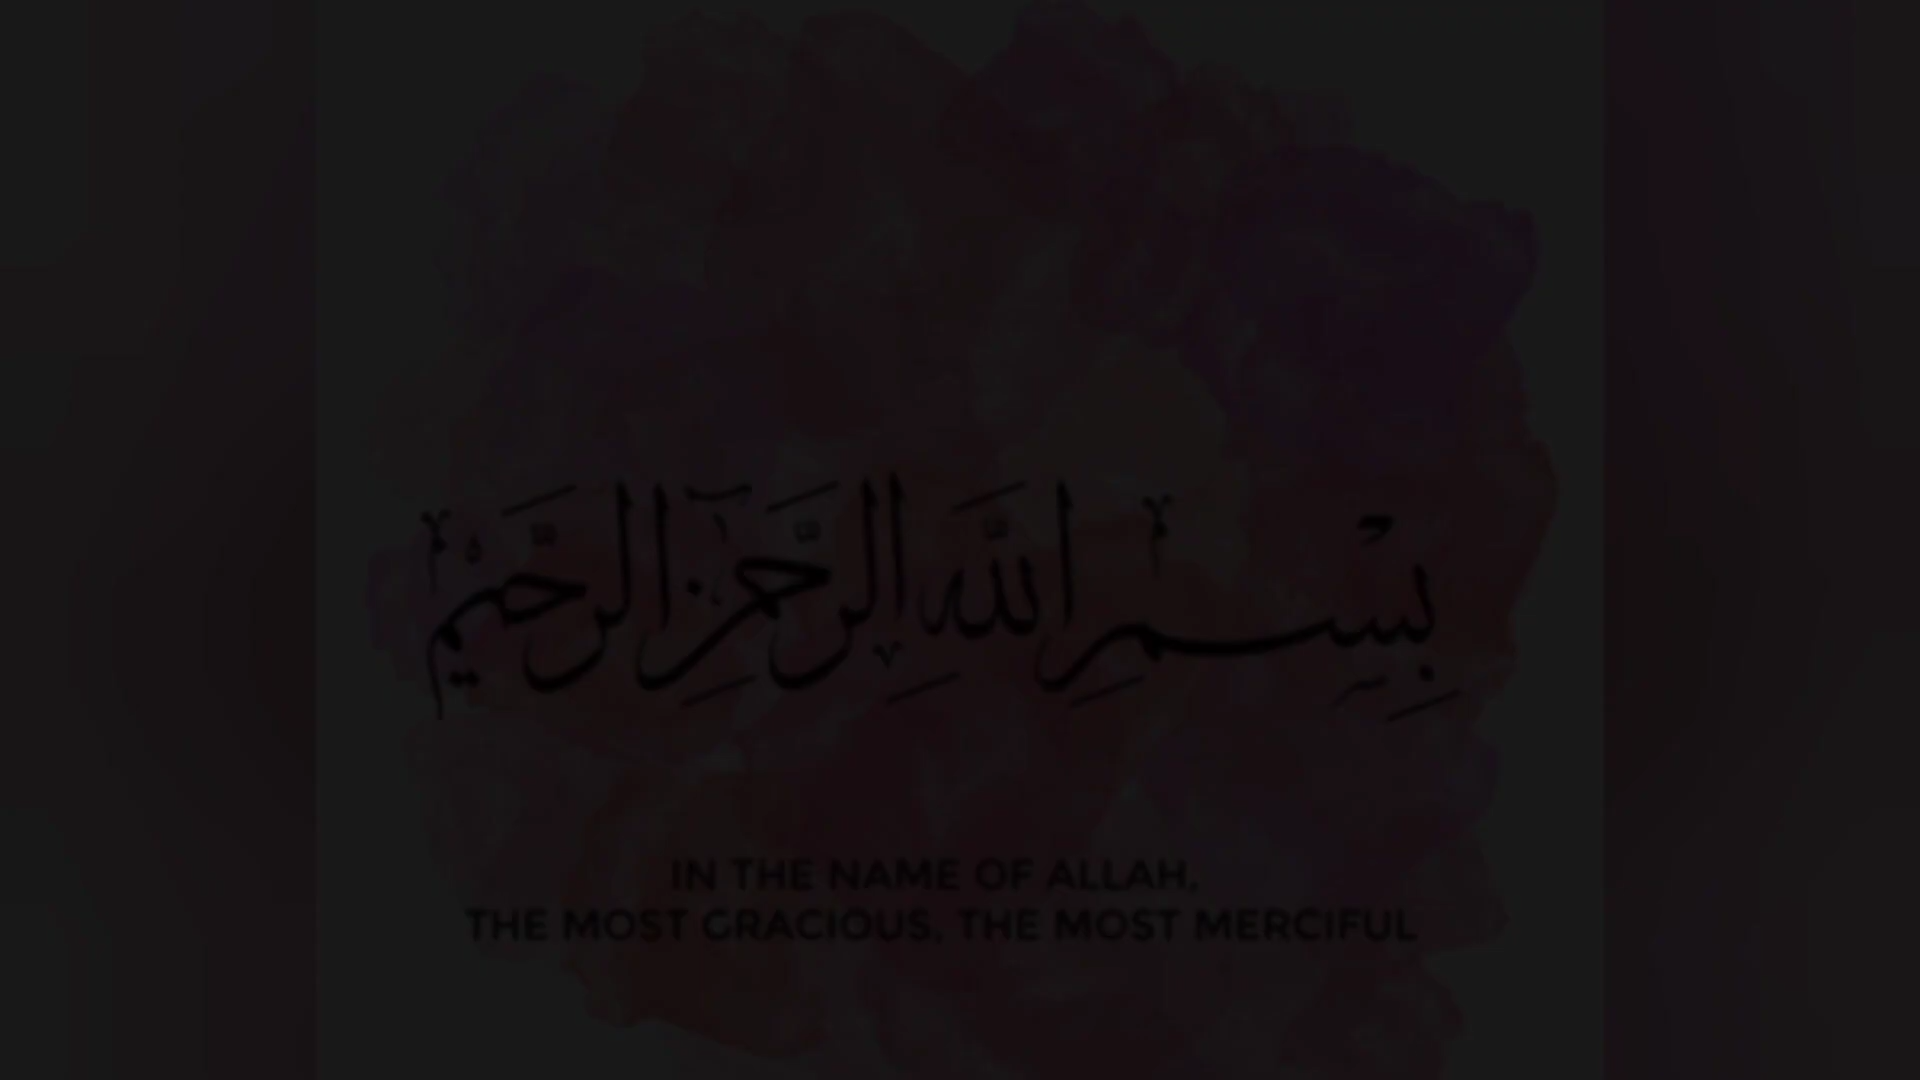 بِسْمِ اللَّهِ الرَّحْمَٰنِ الرَّحِيمِ
IN THE NAME OF ALLAH,
THE MOST GRACIOUS, THE MOST MERCIFUL